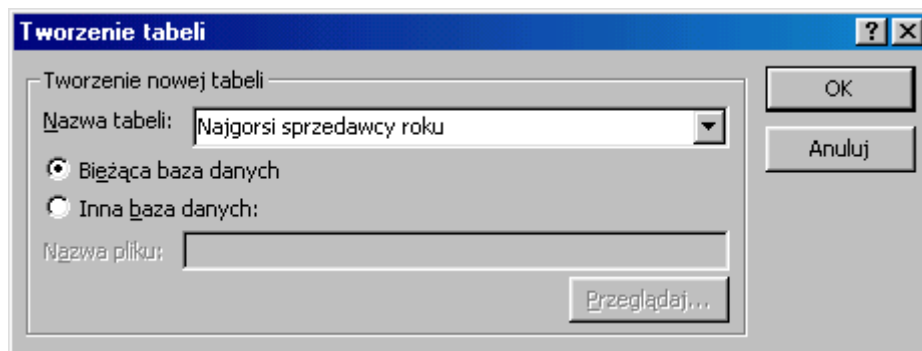 Tworzenie tabeli
Tworzenie nowej tabeli
Nazwa tabeli: Najgorsi sprzedawcy roku
Bieżąca baza danych
Inna baza danych:
Nazwa pliku:
Przeglądaj...
OK
Anuluj